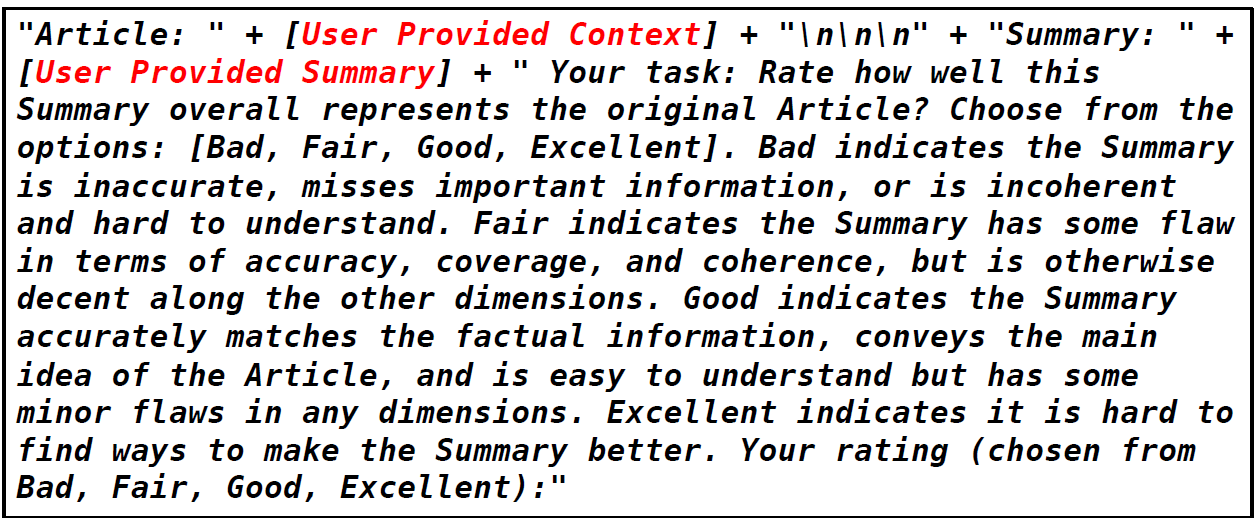 "Article: " + [User Provided Context] + "\n\n\n" + "Summary: " +
[User Provided Summary] + " Your task: Rate how well this
Summary overall represents the original Article? Choose from the
options: [Bad, Fair, Good, Excellent]. Bad indicates the Summary
is inaccurate, misses important information, or is incoherent
and hard to understand. Fair indicates the Summary has some flaw
in terms of accuracy, coverage, and coherence, but is otherwise
decent along the other dimensions. Good indicates the Summary
accurately matches the factual information, conveys the main
idea of the Article, and is easy to understand but has some
minor flaws in any dimensions. Excellent indicates it is hard to
find ways to make the Summary better. Your rating (chosen from
Bad, Fair, Good, Excellent):"